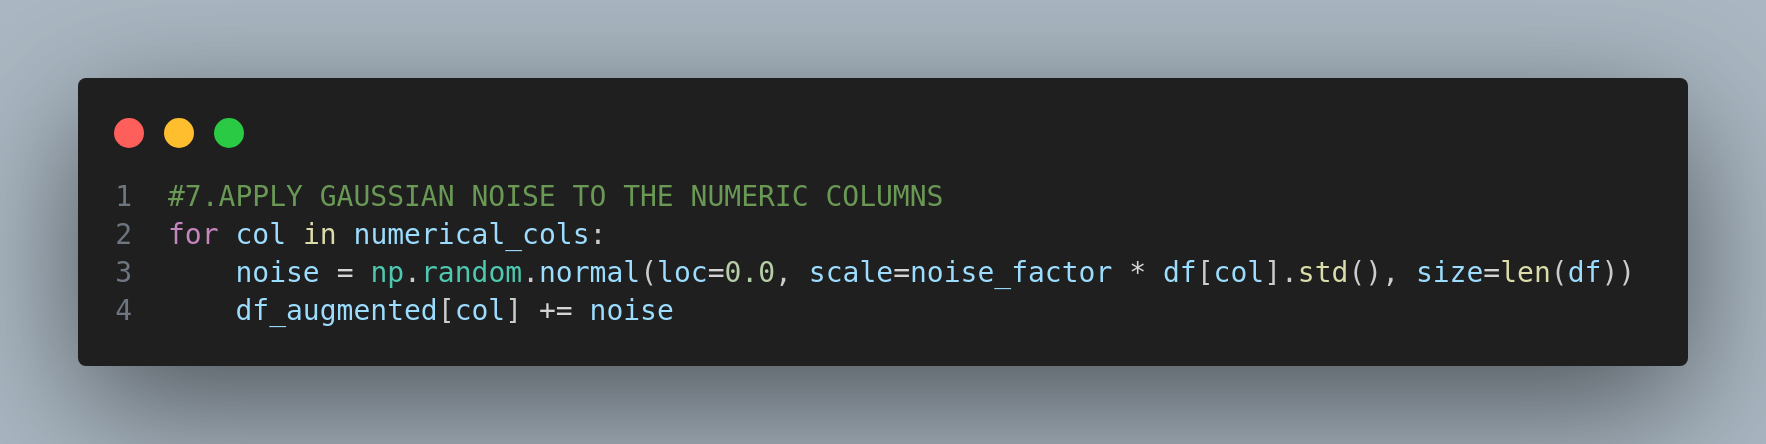 1 #7.APPLY GAUSSIAN NOISE TO THE NUMERIC COLUMNS
2 for col in numerical_cols:
3     noise = np.random.normal(loc=0.0, scale=noise_factor * df[col].std(), size=len(df))
4     df_augmented[col] += noise